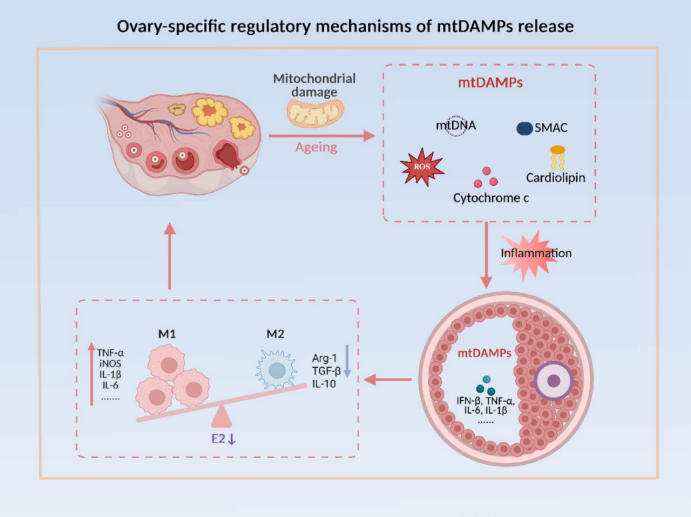 Ovary-specific regulatory mechanisms of mtDAMPs release
Mitochondrial
damage
Ageing
mtDAMPs
mtDNA
SMAC
ROS
Cardiolipin
Cytochrome c
Inflammation
mtDAMPs
IFN-β, TNF-α,
IL-6, IL-1β
......
M1
M2
TNF-α
iNOS
IL-1β
IL-6
.......
Arg-1
TGF-β
IL-10
E2↓